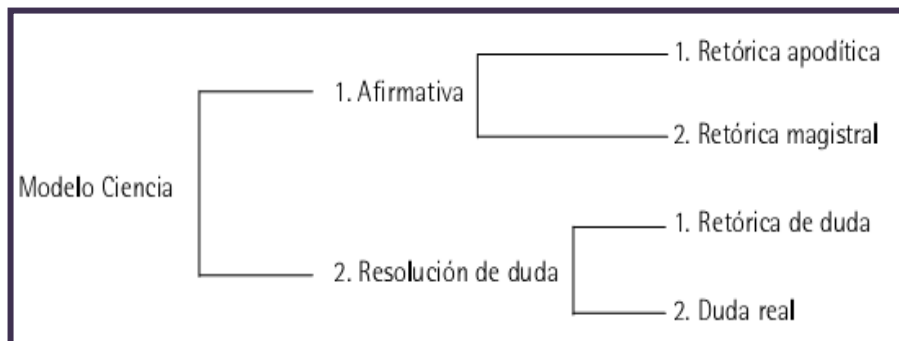 1. Retórica apodítica
1. Afirmativa
2. Retórica magistral
Modelo Ciencia
1. Retórica de duda
2. Resolución de duda
2. Duda real